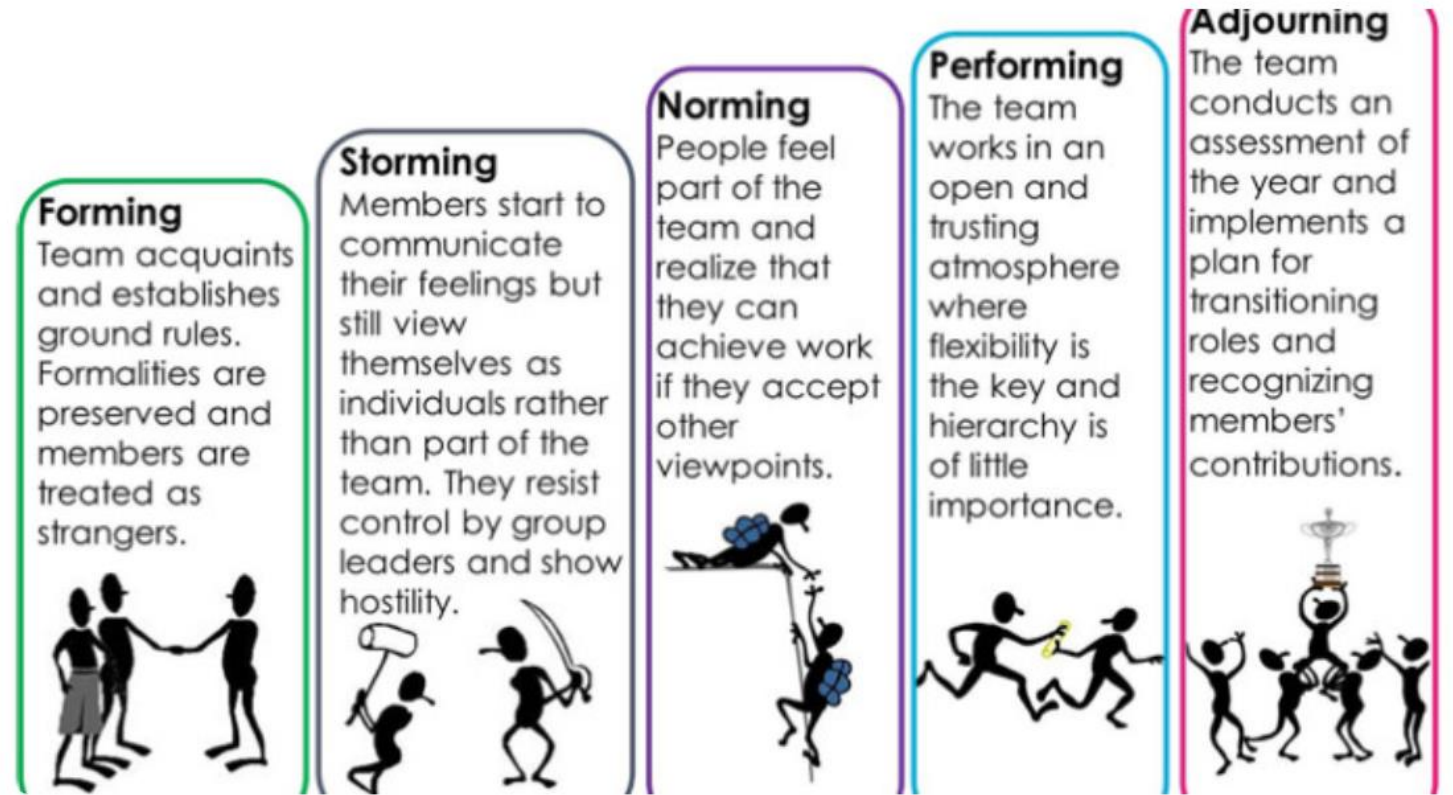 Forming
Team acquaints
and establishes
ground rules.
Formalities are
preserved and
members are
treated as
strangers.
Storming
Members start to
communicate
their feelings but
still view
themselves as
individuals rather
than part of the
team. They resist
control by group
leaders and show
hostility.
Norming
People feel
part of the
team and
realize that
they can
achieve work
if they accept
other
viewpoints.
Performing
The team
works in an
open and
trusting
atmosphere
where
flexibility is
the key and
hierarchy is
of little
importance.
Adjourning
The team
conducts an
assessment of
the year and
implements a
plan for
transitioning
roles and
recognizing
members'
contributions.